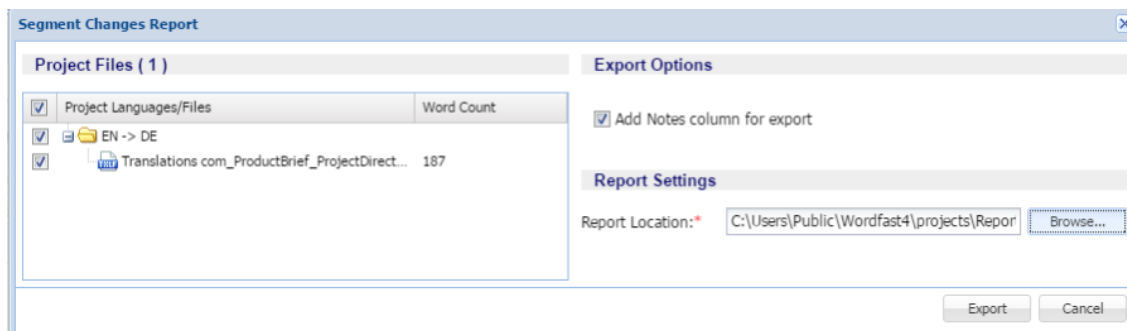 Segment Changes Report
Project Files ( 1 )
Project Languages/Files Word Count
EN -> DE
Translations com_ProductBrief_ProjectDirect... 187
Export Options
Add Notes column for export
Report Settings
Report Location:* C:\Users\Public\Wordfast4\projects\Repor Browse...
Export Cancel